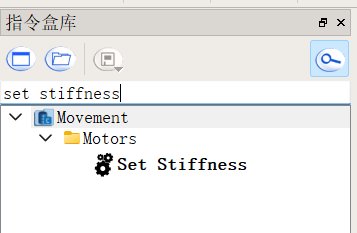 指令盒库
set stiffness
Movement
Motors
Set Stiffness